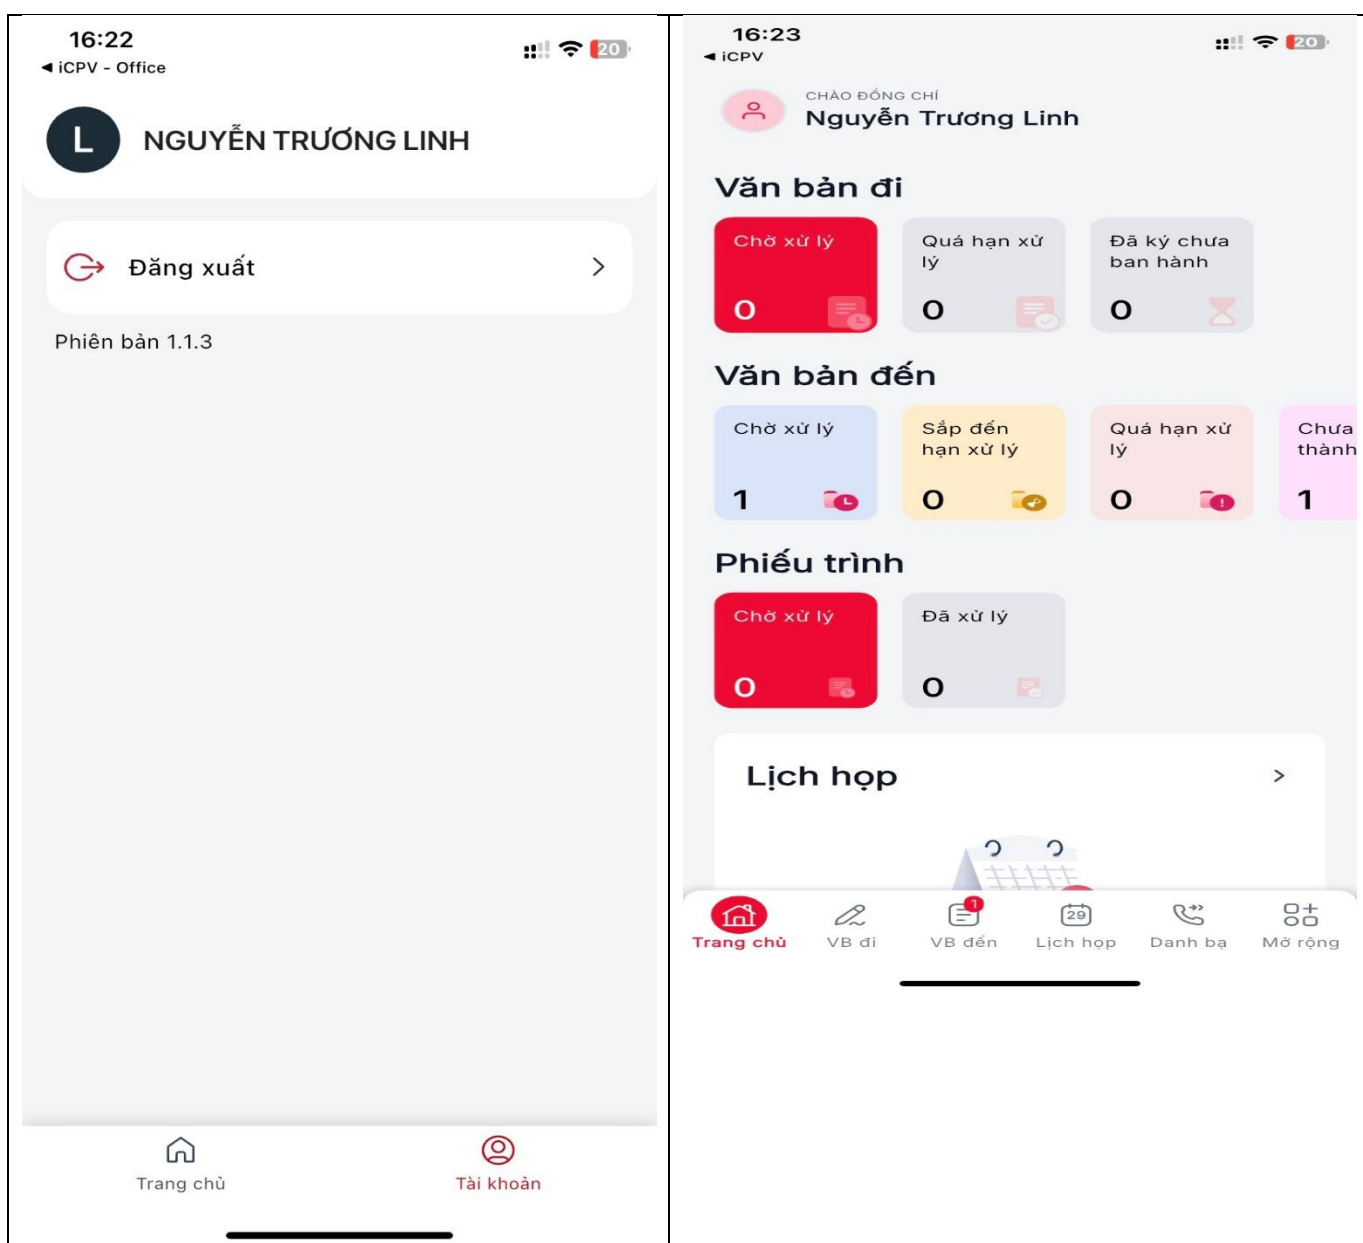 16:22
20
◀ iCPV - Office
L
NGUYỄN TRƯƠNG LINH
Đăng xuất
Phiên bản 1.1.3
Trang chủ
Tài khoản
16:23
20
◀ iCPV
CHÀO ĐỒNG CHÍ
Nguyễn Trương Linh
Văn bản đi
Chờ xử lý
0
Quá hạn xử
lý
0
Đã ký chưa
ban hành
0
Văn bản đến
Chờ xử lý
1
Sắp đến
hạn xử lý
0
Quá hạn xử
lý
0
Chưa
thành
1
Phiếu trình
Chờ xử lý
0
Đã xử lý
0
Lịch họp
Trang chủ
VB đi
1
VB đến
29
Lịch họp
Danh bạ
Mở rộng